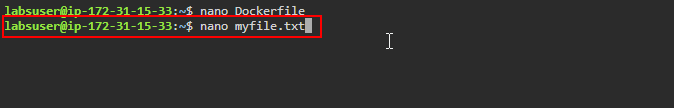 labsuser@ip-172-31-15-33:~$ nano Dockerfile
labsuser@ip-172-31-15-33:~$ nano myfile.txt